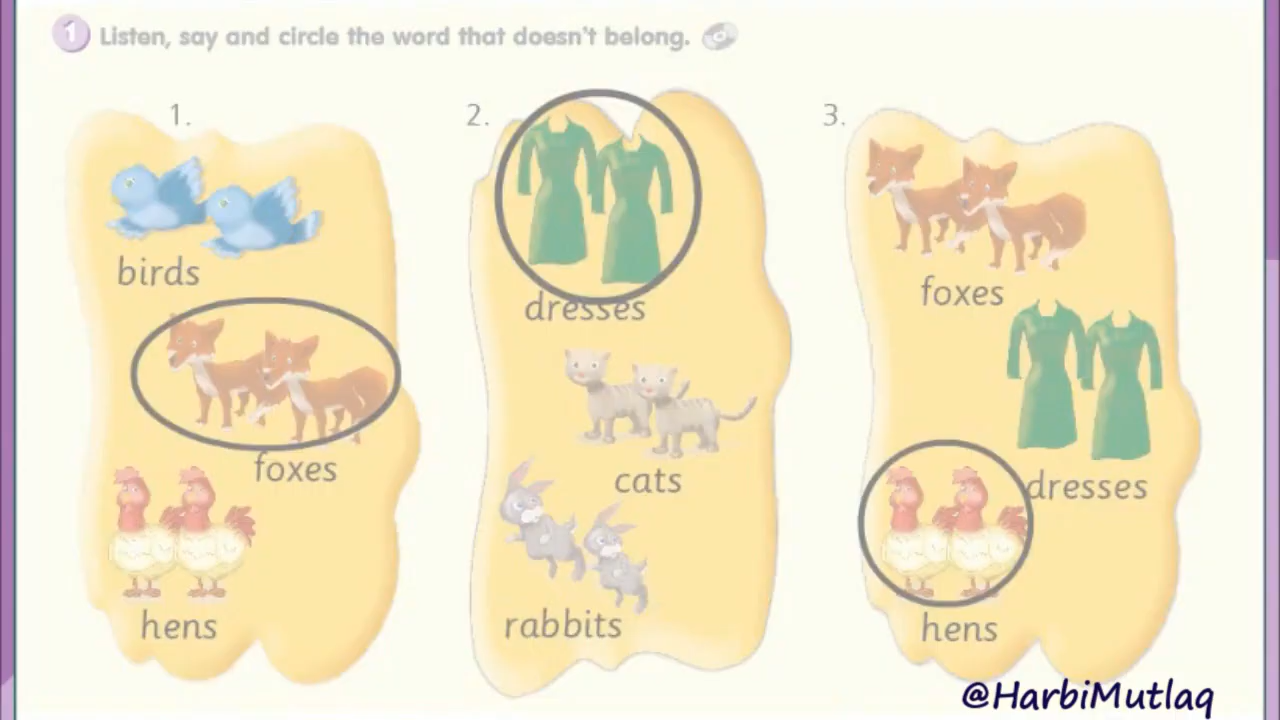 1 Listen, say and circle the word that doesn't belong.
1.
birds
foxes
hens
2.
dresses
cats
rabbits
3.
foxes
dresses
hens
@HarbiMutlaq